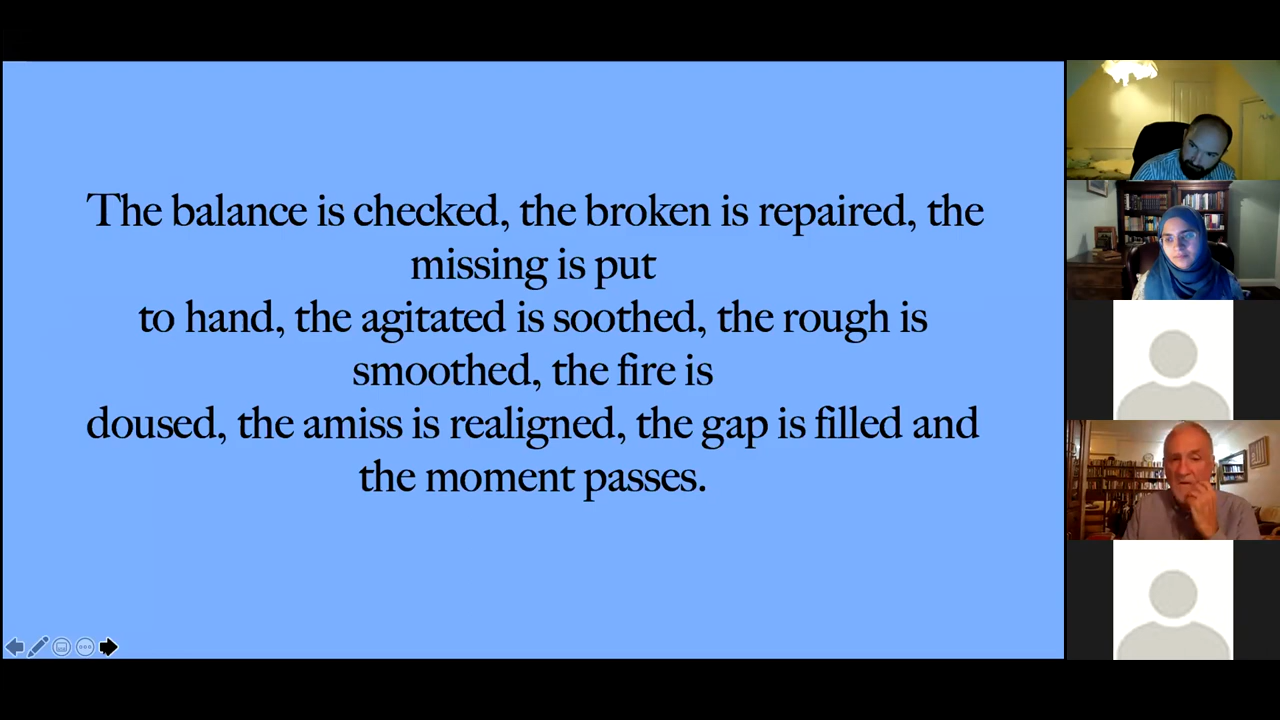 The balance is checked, the broken is repaired, the
missing is put
to hand, the agitated is soothed, the rough is
smoothed, the fire is
doused, the amiss is realigned, the gap is filled and
the moment passes.